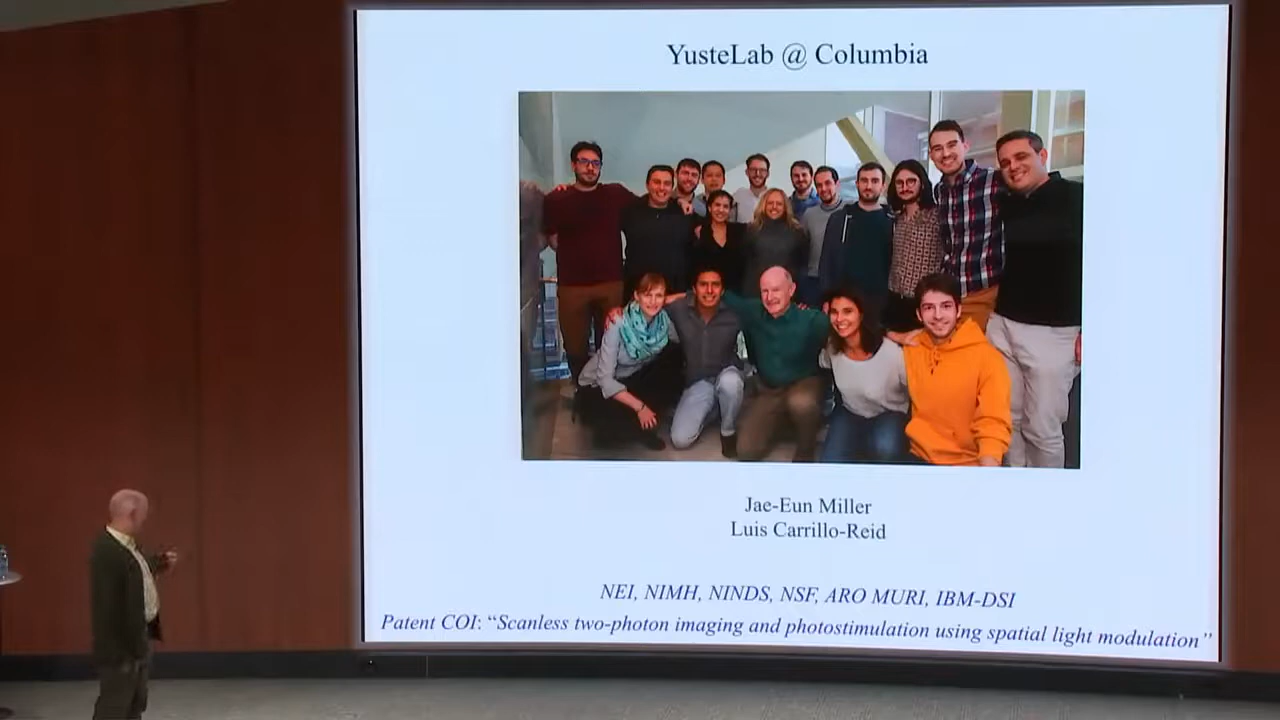 YusteLab @ Columbia
Jae-Eun Miller
Luis Carrillo-Reid
NEI, NIMH, NINDS, NSF, ARO MURI, IBM-DSI
Patent COI: “Scanless two-photon imaging and photostimulation using spatial light modulation”